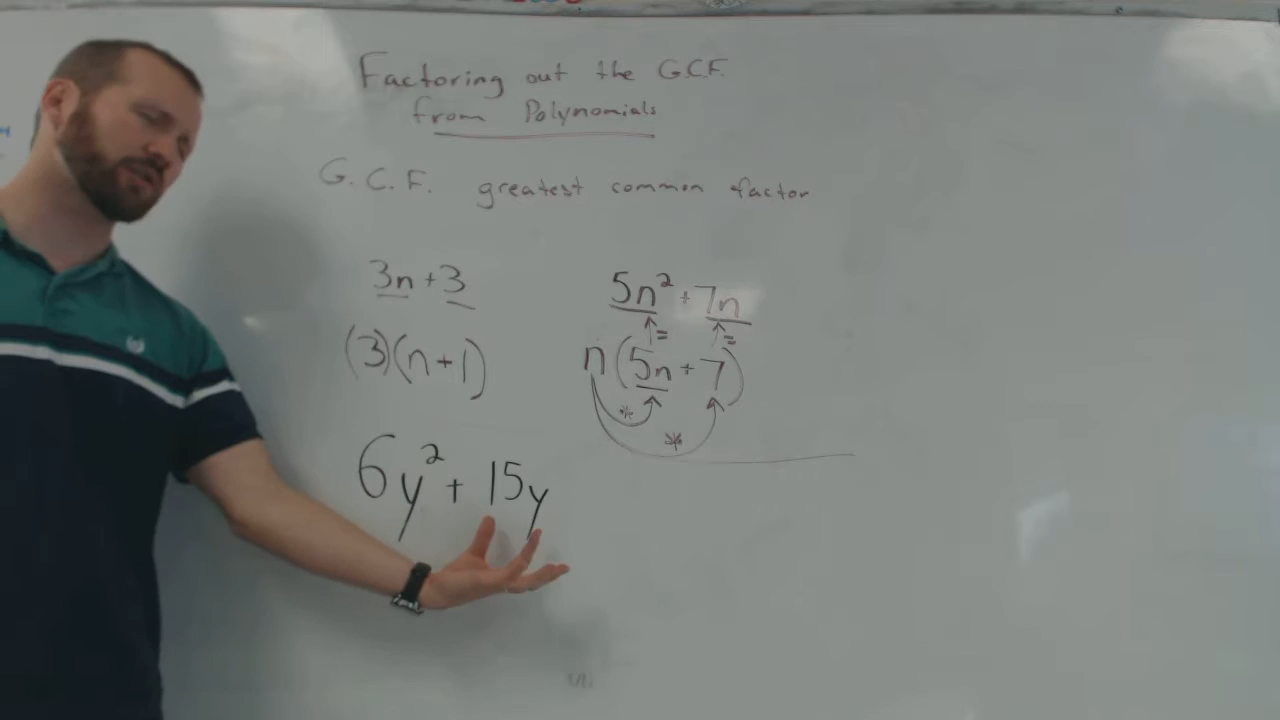 Factoring out the G.C.F.
from Polynomials
G.C.F. greatest common factor
3n + 3
(3)(n+1)
5n² + 7n
= =
n(5n + 7)
* *
6y² + 15y